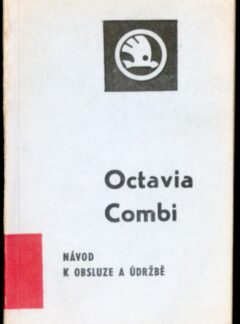 Octavia
Combi
NÁVOD
K OBSLUZE A ÚDRŽBĚ